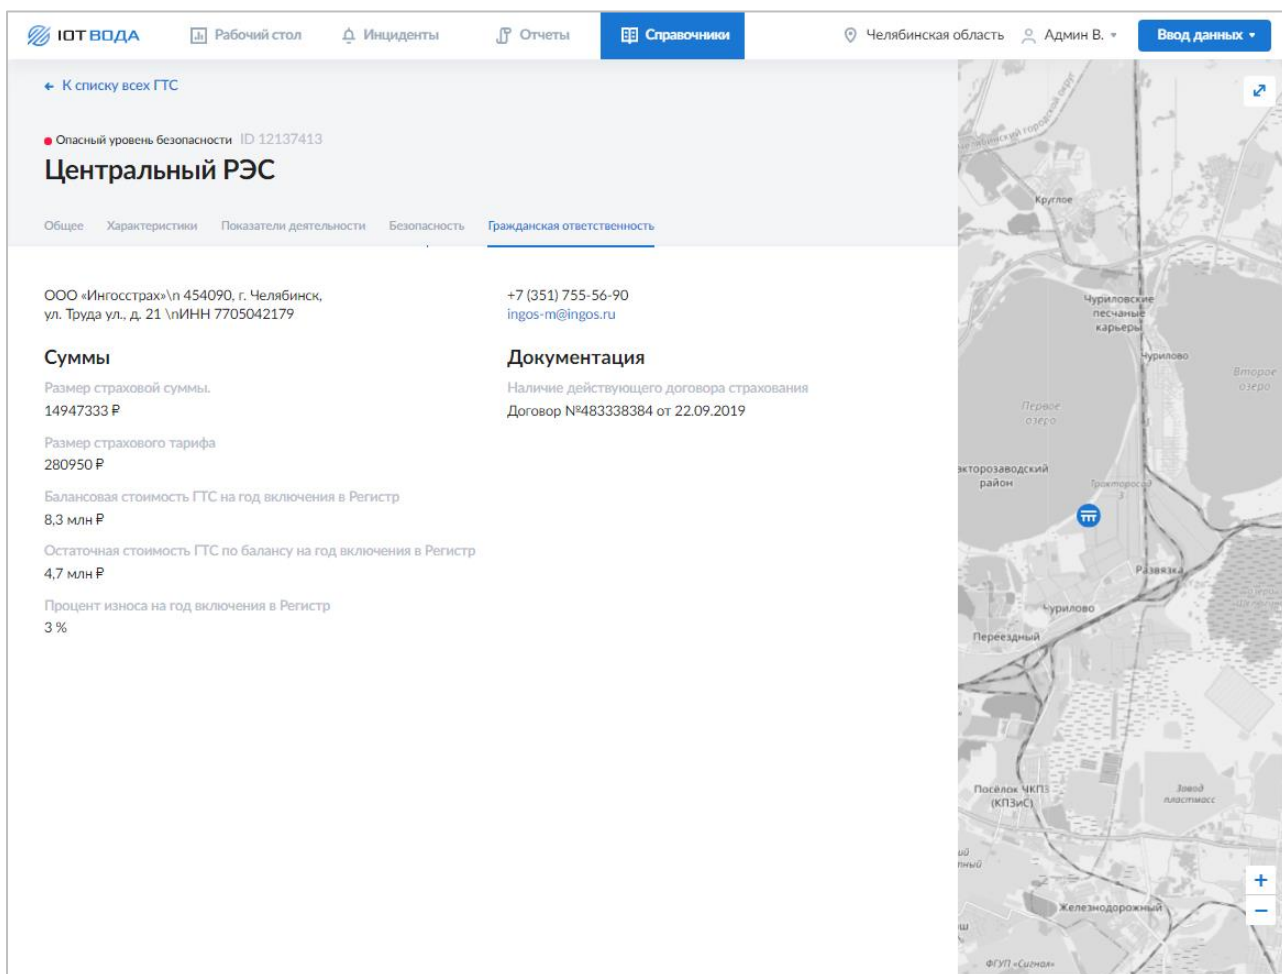 IOT ВОДА
Рабочий стол
Инциденты
Отчеты
Справочники
Челябинская область
Админ В.
Ввод данных
К списку всех ГТС
Опасный уровень безопасности ID 12137413
Центральный РЭС
Общее
Характеристики
Показатели деятельности
Безопасность
Гражданская ответственность
ООО «Ингосстрах»\n 454090, г. Челябинск,
ул. Труда ул., д. 21 \nИНН 7705042179
+7 (351) 755-56-90
ingos-m@ingos.ru
Суммы
Размер страховой суммы.
14947333 ₽
Размер страхового тарифа
280950 ₽
Балансовая стоимость ГТС на год включения в Регистр
8,3 млн ₽
Остаточная стоимость ГТС по балансу на год включения в Регистр
4,7 млн ₽
Процент износа на год включения в Регистр
3 %
Документация
Наличие действующего договора страхования
Договор №483338384 от 22.09.2019
Круглое
Чуриловские
песчаные
карьеры
Чурилово
Второе
озеро
Первое
озеро
акторозаводский
район
Тракторосад
3
Развязка
Чурилово
Переездный
Посёлок ЧКПЗ
(КПЗиС)
Завод
пластмасс
+
−
Железнодорожный
ФГУП «Сигнал»